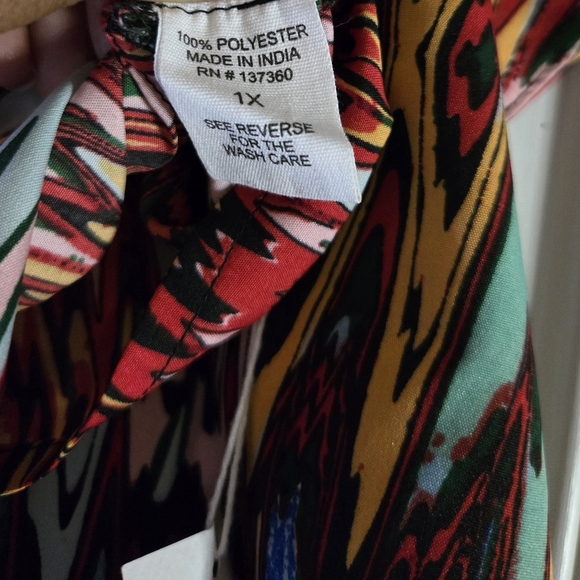 100% POLYESTER
MADE IN INDIA
RN # 137360
1X
SEE REVERSE
FOR THE
WASH CARE